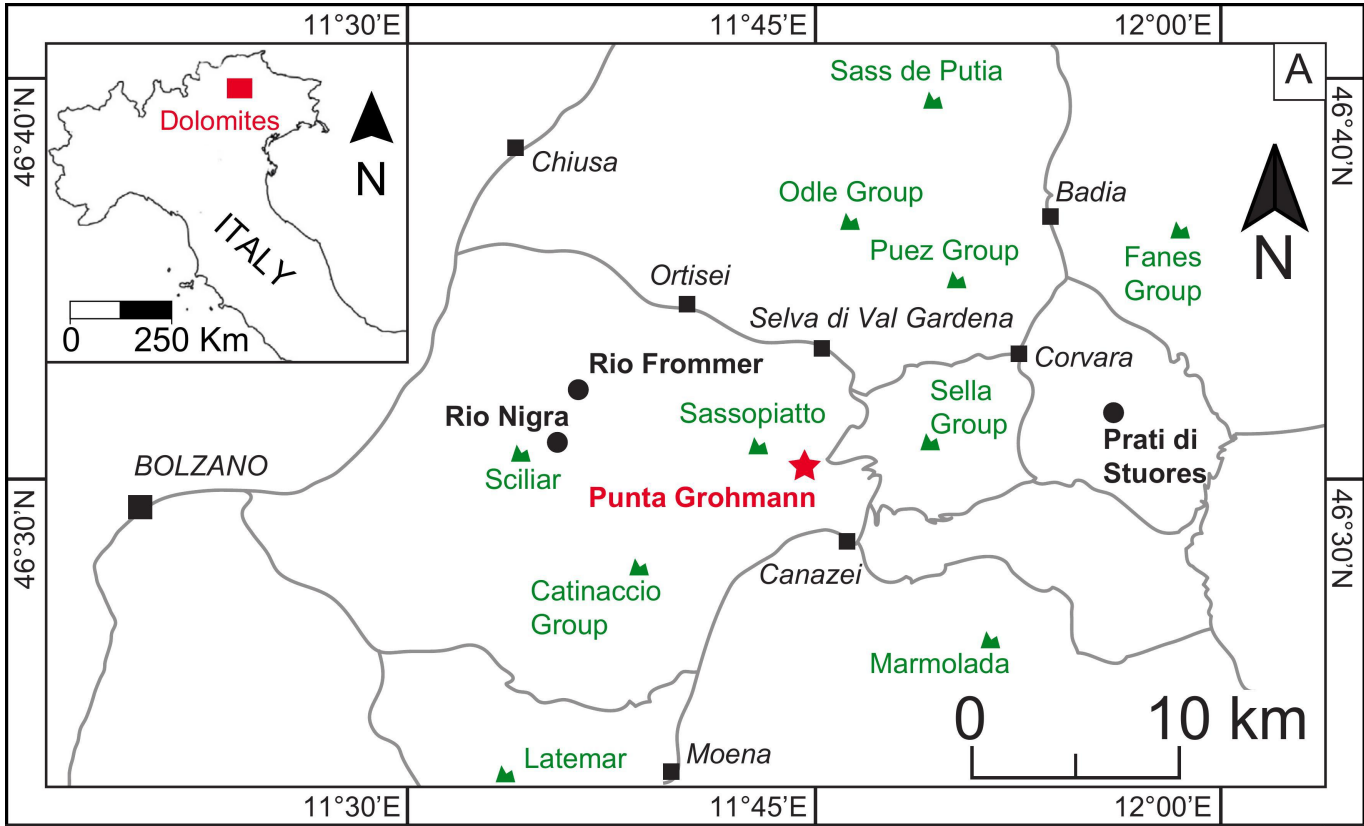 11°30’E
11°45’E
12°00’E
A
46°40’N
46°40’N
46°30’N
46°30’N
Dolomites
N
ITALY
0
250 Km
Sass de Putia
Chiusa
Odle Group
Badia
Puez Group
N
Fanes
Group
Ortisei
Selva di Val Gardena
Corvara
Rio Frommer
Rio Nigra
Sassopiatto
Sella
Group
Prati di
Stuores
BOLZANO
Sciliar
Punta Grohmann
Canazei
Catinaccio
Group
Marmolada
0
10 km
Latemar
Moena
11°30’E
11°45’E
12°00’E